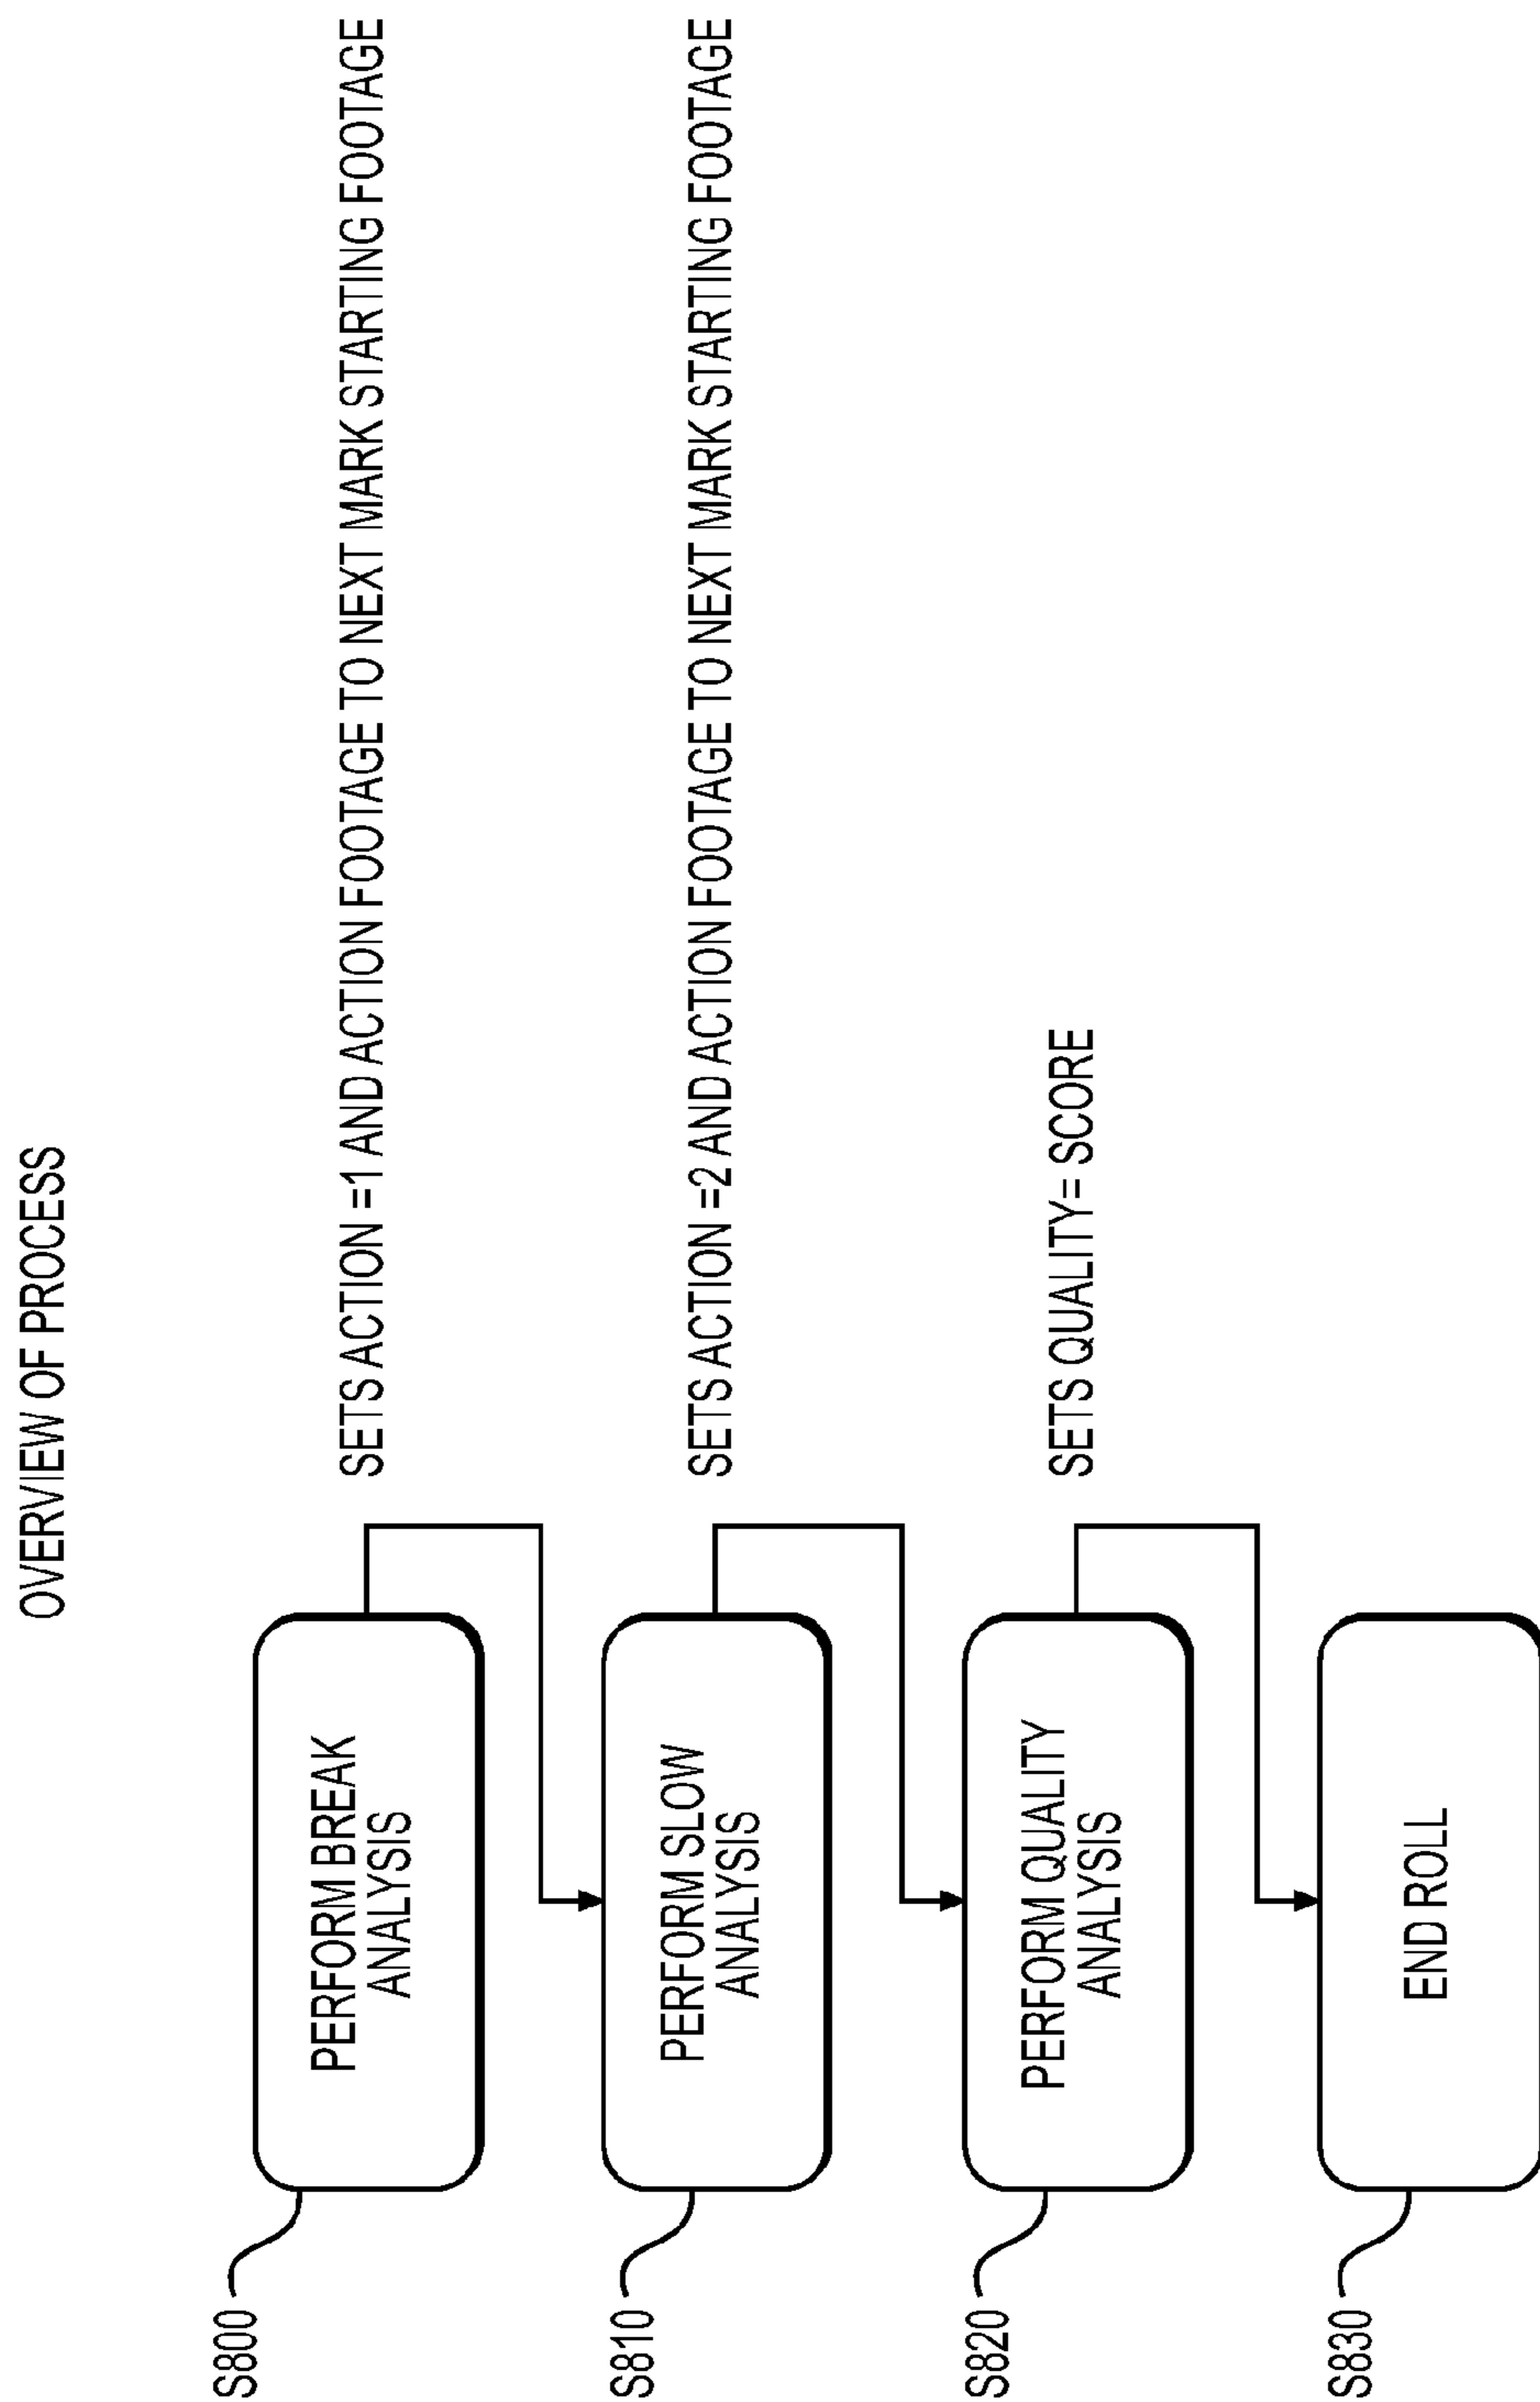 OVERVIEW OF PROCESS
S800
PERFORM BREAK
ANALYSIS
SETS ACTION =1 AND ACTION FOOTAGE TO NEXT MARK STARTING FOOTAGE
S810
PERFORM SLOW
ANALYSIS
SETS ACTION =2 AND ACTION FOOTAGE TO NEXT MARK STARTING FOOTAGE
S820
PERFORM QUALITY
ANALYSIS
SETS QUALITY= SCORE
S830
END ROLL